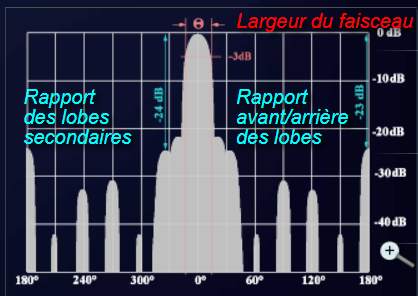 Θ
Largeur du faisceau
0 dB
-3dB
-10dB
-24 dB
-23 dB
Rapport
des lobes
secondaires
Rapport
avant/arrière
des lobes
-20dB
-30dB
-40dB
180° 240° 300° 0° 60° 120° 180°